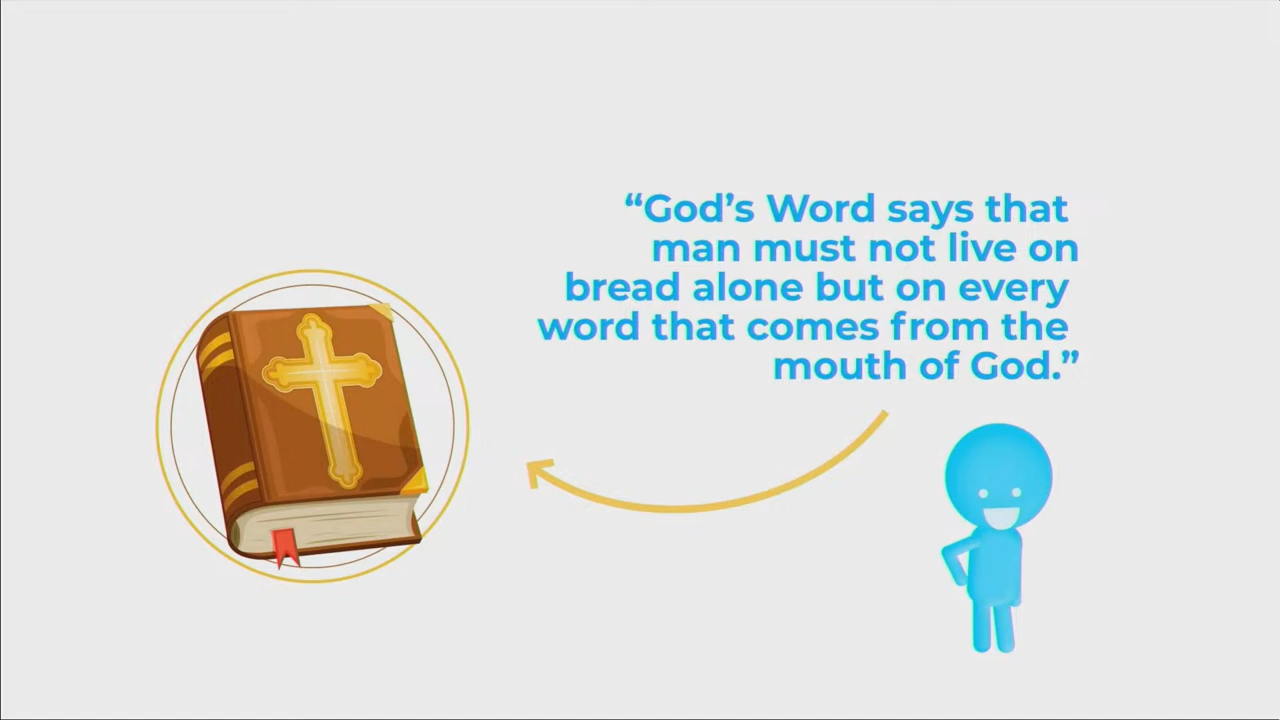 “God’s Word says that
man must not live on
bread alone but on every
word that comes from the
mouth of God.”